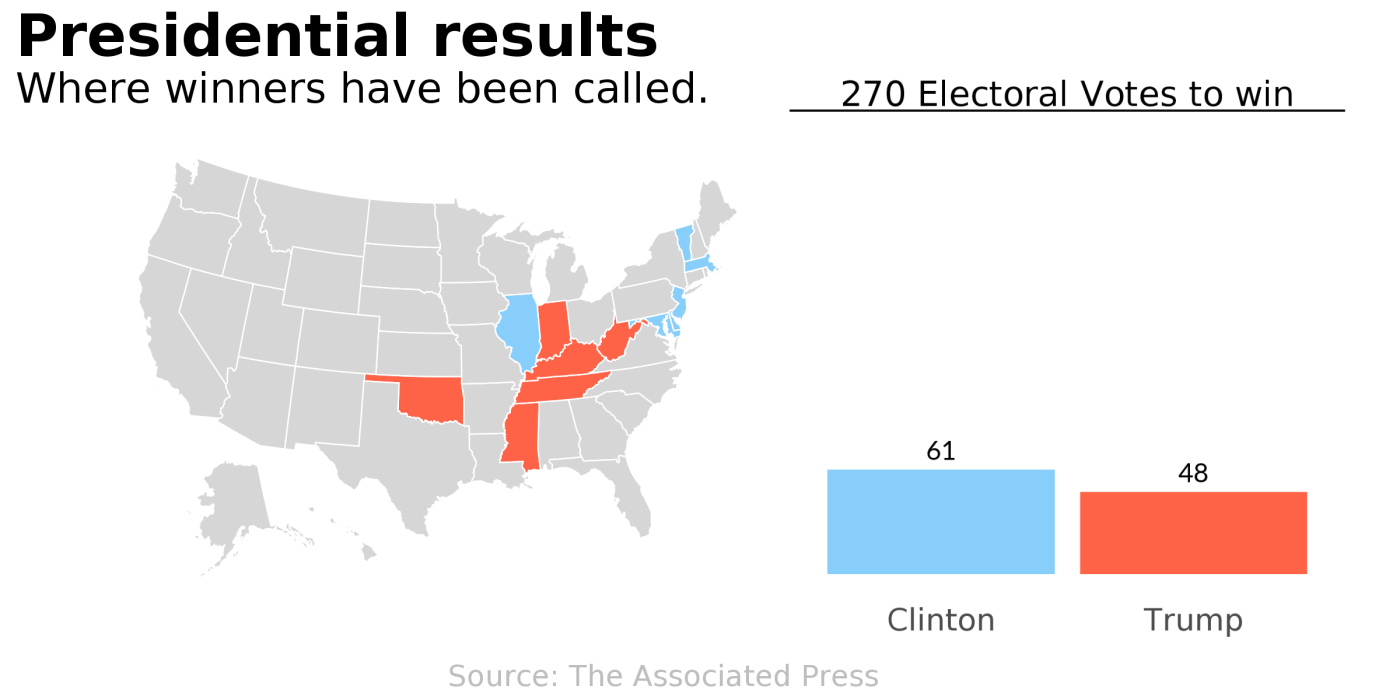 Presidential results
Where winners have been called.
270 Electoral Votes to win
61
48
Clinton
Trump
Source: The Associated Press